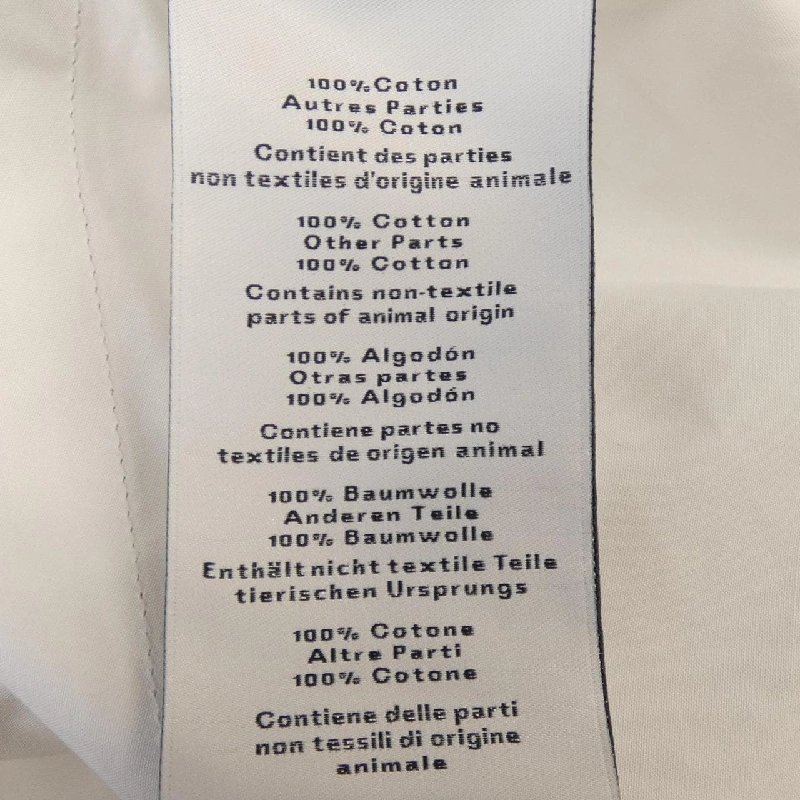 100% Coton
Autres Parties
100% Coton
Contient des parties
non textiles d'origine animale
100% Cotton
Other Parts
100% Cotton
Contains non-textile
parts of animal origin
100% Algodón
Otras partes
100% Algodón
Contiene partes no
textiles de origen animal
100% Baumwolle
Anderen Teile
100% Baumwolle
Enthält nicht textile Teile
tierischen Ursprungs
100% Cotone
Altre Parti
100% Cotone
Contiene delle parti
non tessili di origine
animale